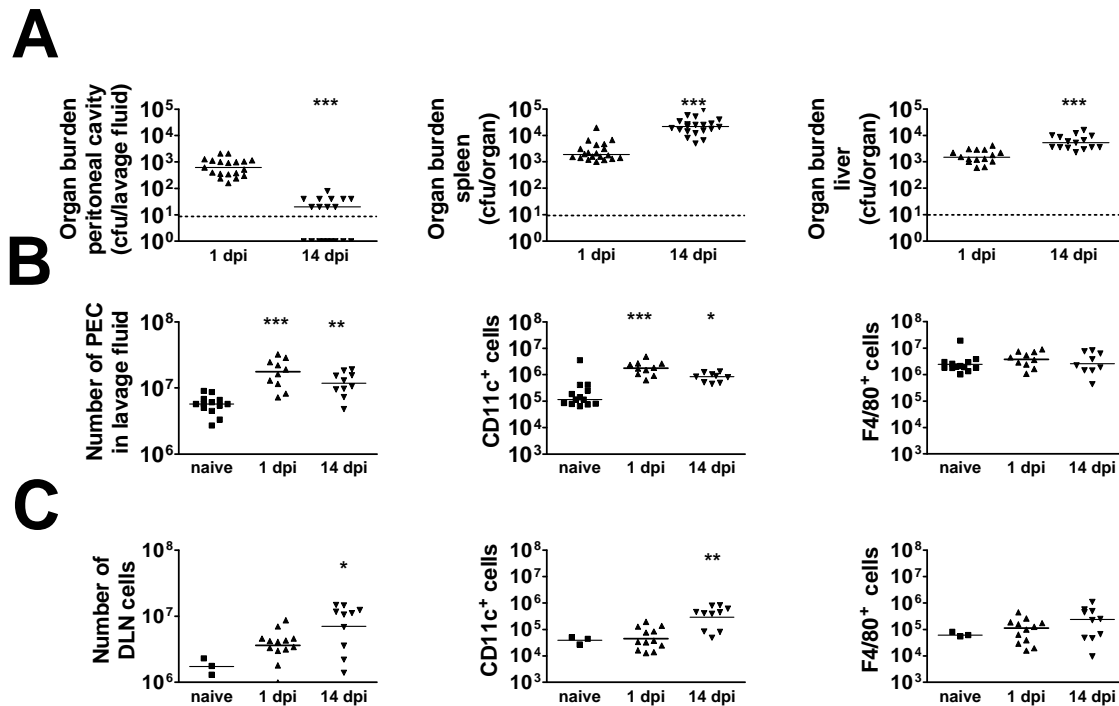 A
Organ burden
peritoneal cavity
(cfu/lavage fluid)
10⁵
10⁴
10³
10²
10¹
10⁰
***
1 dpi
14 dpi
Organ burden
spleen
(cfu/organ)
10⁵
10⁴
10³
10²
10¹
10⁰
***
1 dpi
14 dpi
Organ burden
liver
(cfu/organ)
10⁵
10⁴
10³
10²
10¹
10⁰
***
1 dpi
14 dpi
B
Number of PEC
in lavage fluid
10⁸
10⁷
10⁶
***
**
naive
1 dpi
14 dpi
CD11c⁺ cells
10⁸
10⁷
10⁶
10⁵
10⁴
10³
***
*
naive
1 dpi
14 dpi
F4/80⁺ cells
10⁸
10⁷
10⁶
10⁵
10⁴
10³
naive
1 dpi
14 dpi
C
Number of
DLN cells
10⁸
10⁷
10⁶
*
naive
1 dpi
14 dpi
CD11c⁺ cells
10⁸
10⁷
10⁶
10⁵
10⁴
10³
**
naive
1 dpi
14 dpi
F4/80⁺ cells
10⁸
10⁷
10⁶
10⁵
10⁴
10³
naive
1 dpi
14 dpi